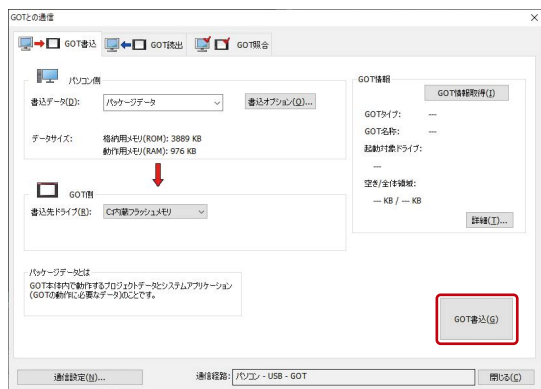 GOTとの通信
GOT書込
GOT読出
GOT照合
パソコン側
書込データ(D):
パッケージデータ
書込オプション(O)...
データサイズ:
格納用メモリ(ROM): 3889 KB
動作用メモリ(RAM): 976 KB
GOT側
書込先ドライブ(R):
C:内蔵フラッシュメモリ
パッケージデータとは
GOT本体内で動作するプロジェクトデータとシステムアプリケーション
(GOTの動作に必要なデータ)のことです。
GOT情報
GOT情報取得(I)
GOTタイプ: ---
GOT名称: ---
起動対象ドライブ:
---
空き/全体領域:
--- KB / --- KB
詳細(T)...
GOT書込(G)
通信設定(N)...
通信経路: パソコン - USB - GOT
閉じる(C)